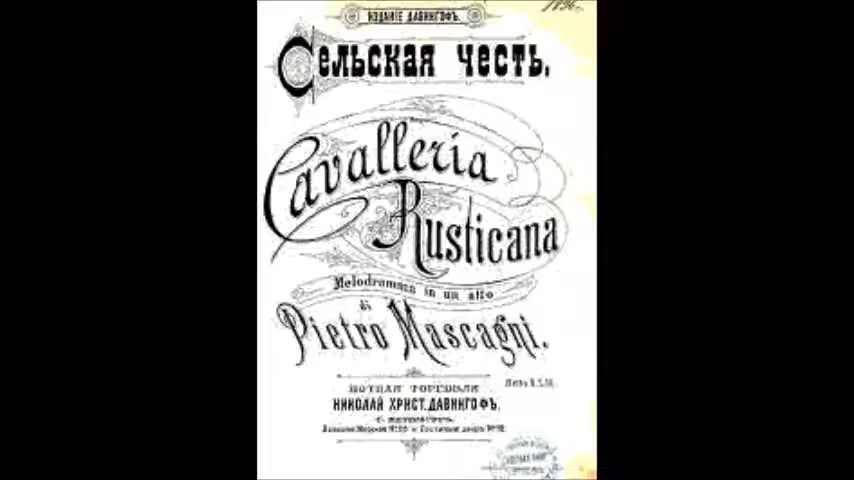 ИЗДАНІЕ ДАВИНГОФЪ.
Сельская честь.
Cavalleria
Rusticana
Melodramma in un atto
di
Pietro Mascagni.
НОТНАЯ ТОРГОВЛЯ
НИКОЛАЙ ХРИСТ. ДАВИНГОФЪ.